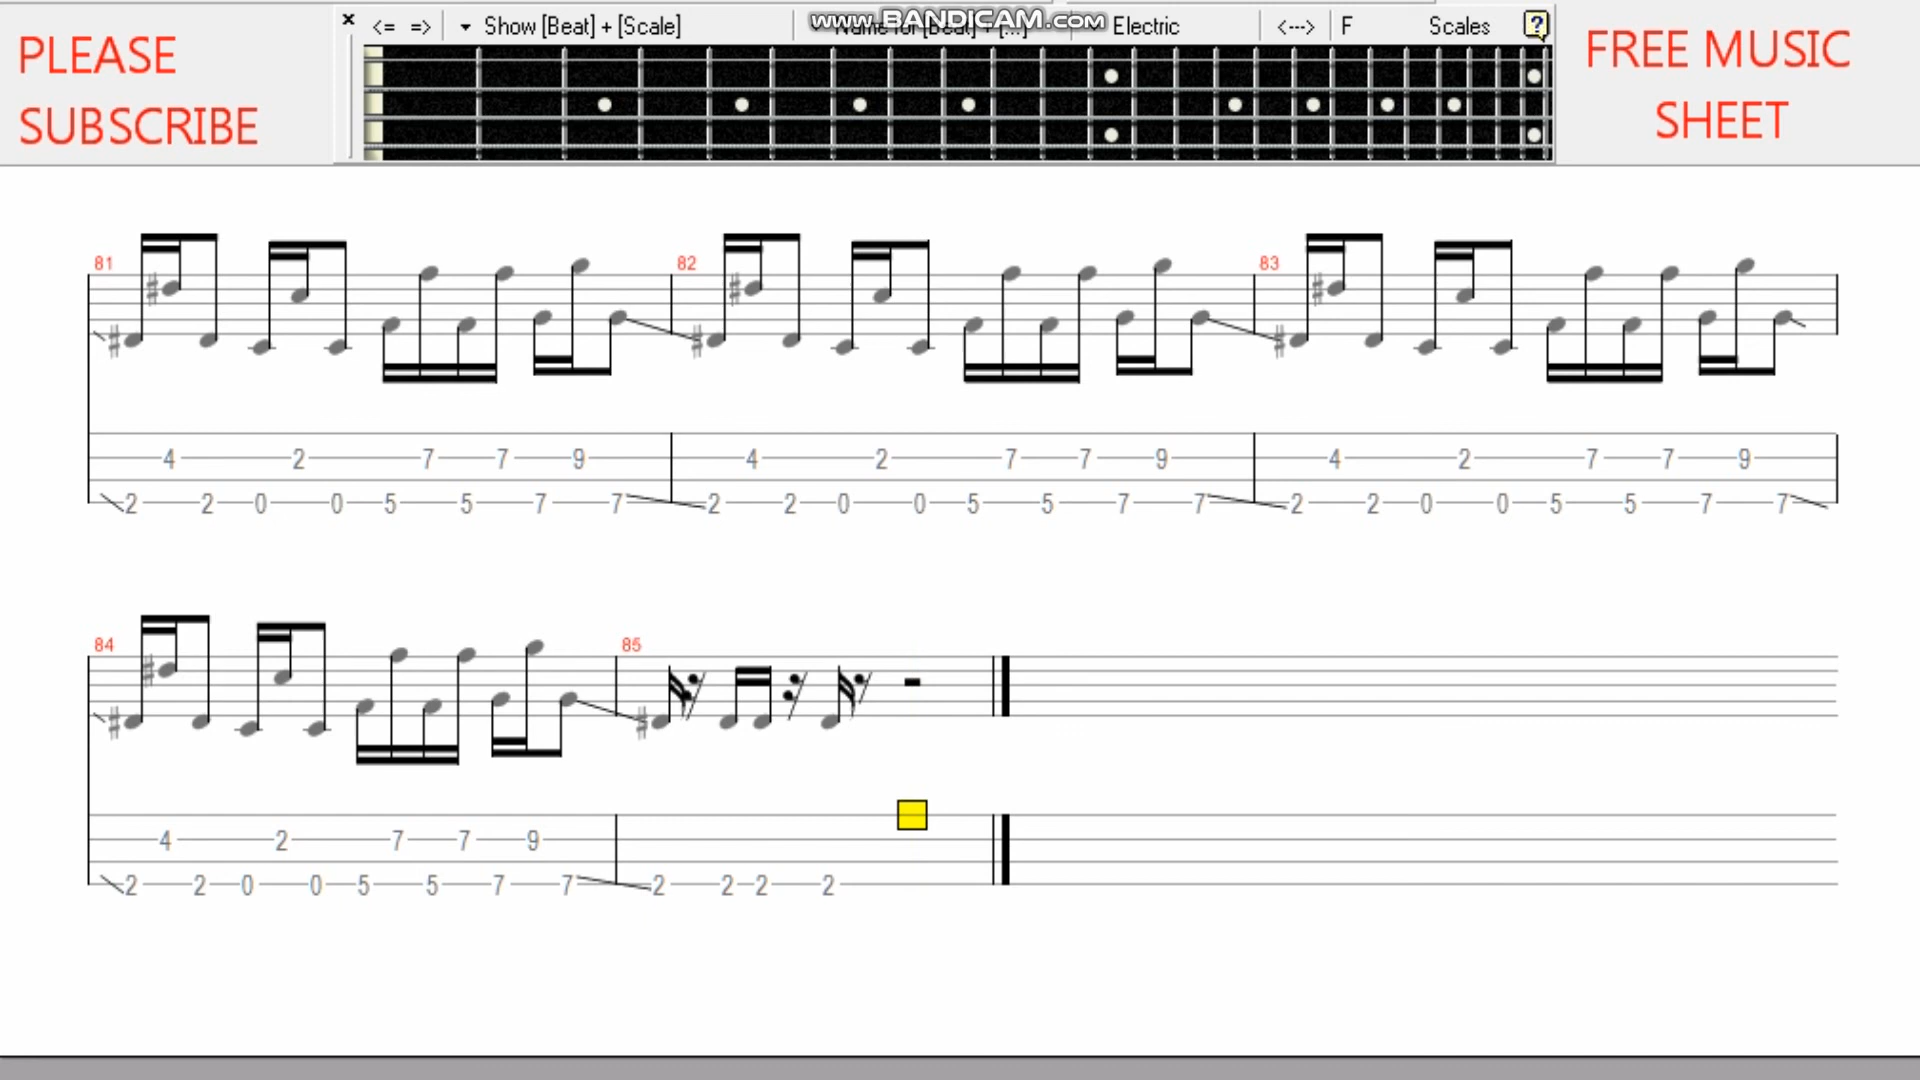 PLEASE
SUBSCRIBE
<= => Show [Beat] + [Scale] Name for [Beat] + [...] Electric <---> F Scales ?
www.BANDICAM.com
FREE MUSIC
SHEET
81 82 83
4 2 7 7 9 4 2 7 7 9 4 2 7 7 9
2 2 0 0 5 5 7 7 2 2 0 0 5 5 7 7 2 2 0 0 5 5 7 7
84 85
4 2 7 7 9
2 2 0 0 5 5 7 7 2 2 2 2